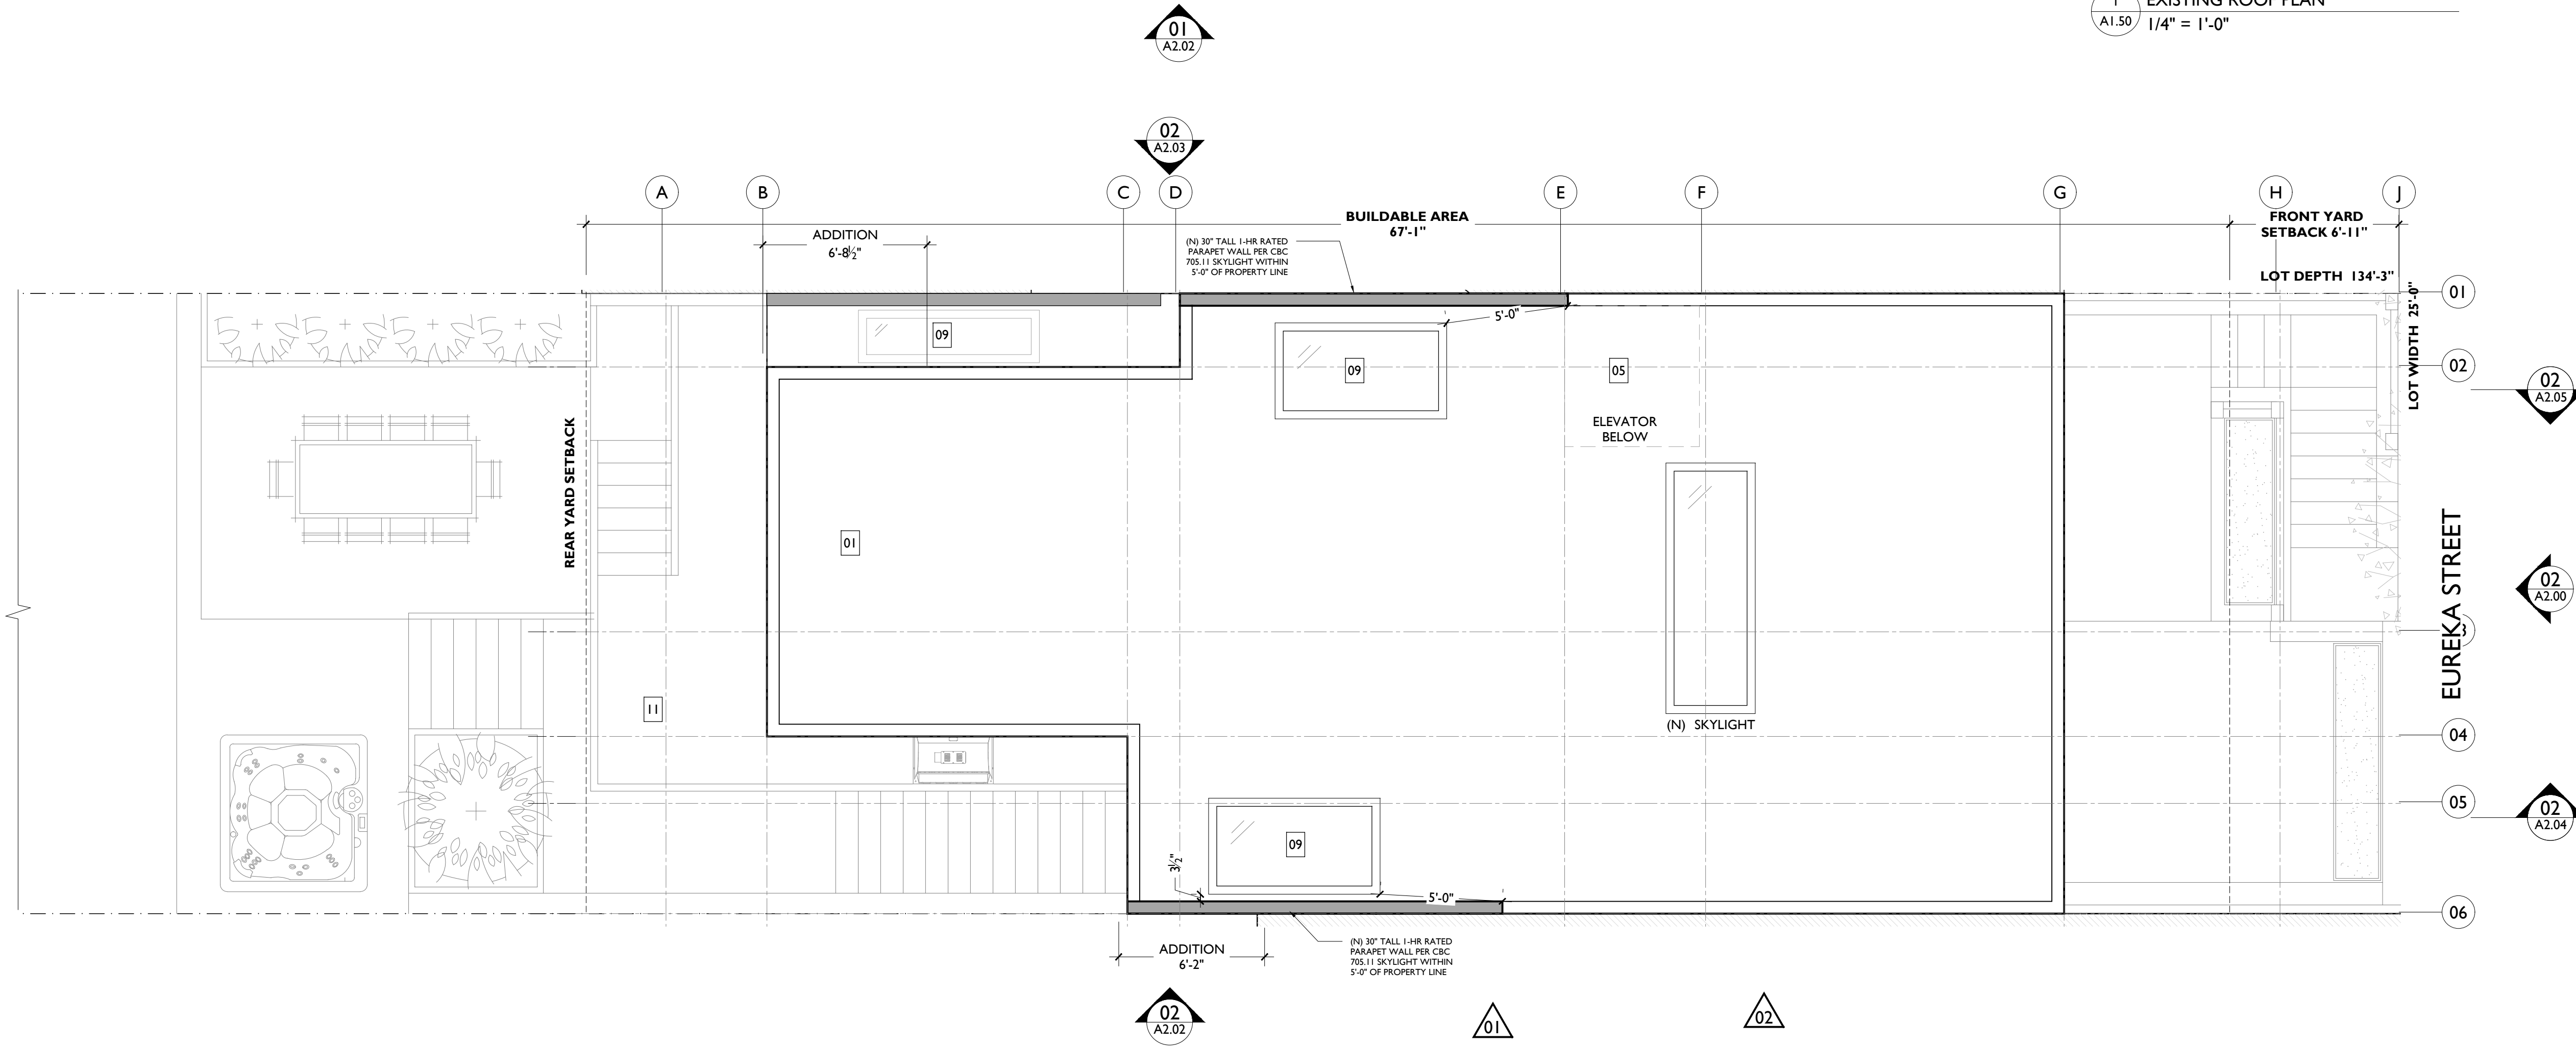 1
A1.50
EXISTING ROOF PLAN
1/4" = 1'-0"
01
A2.02
02
A2.03
A
B
C
D
E
F
G
H
J
BUILDABLE AREA
67'-1"
FRONT YARD
SETBACK 6'-11"
ADDITION
6'-8½"
(N) 30" TALL 1-HR RATED
PARAPET WALL PER CBC
705.11 SKYLIGHT WITHIN
5'-0" OF PROPERTY LINE
LOT DEPTH 134'-3"
LOT WIDTH 25'-0"
01
02
02
A2.05
5'-0"
09
09
05
ELEVATOR
BELOW
REAR YARD SETBACK
01
EUREKA STREET
02
A2.00
3
11
(N) SKYLIGHT
04
05
02
A2.04
09
3½"
5'-0"
06
ADDITION
6'-2"
(N) 30" TALL 1-HR RATED
PARAPET WALL PER CBC
705.11 SKYLIGHT WITHIN
5'-0" OF PROPERTY LINE
02
A2.02
01
02